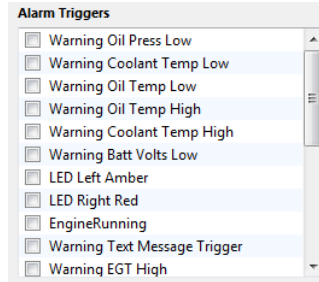 Alarm Triggers
Warning Oil Press Low
Warning Coolant Temp Low
Warning Oil Temp Low
Warning Oil Temp High
Warning Coolant Temp High
Warning Batt Volts Low
LED Left Amber
LED Right Red
EngineRunning
Warning Text Message Trigger
Warning EGT High